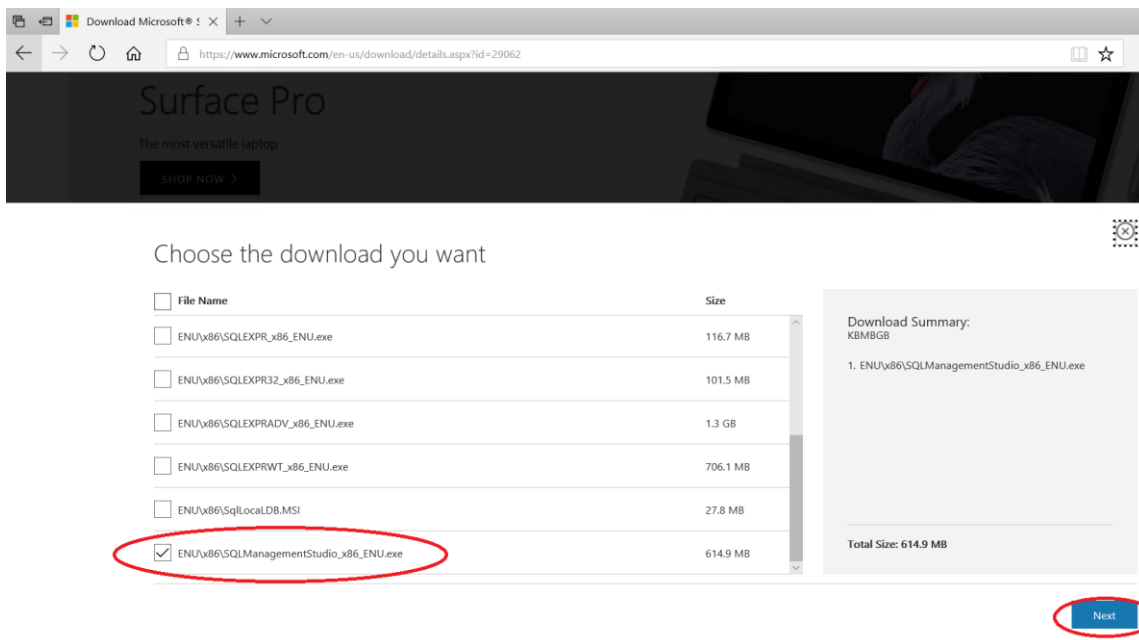 Download Microsoft® S
https://www.microsoft.com/en-us/download/details.aspx?id=29062
Surface Pro
The most versatile laptop
SHOP NOW >
Choose the download you want
File Name Size
ENU\x86\SQLEXPR_x86_ENU.exe 116.7 MB
ENU\x86\SQLEXPR32_x86_ENU.exe 101.5 MB
ENU\x86\SQLEXPRADV_x86_ENU.exe 1.3 GB
ENU\x86\SQLEXPRWT_x86_ENU.exe 706.1 MB
ENU\x86\SqlLocaLDB.MSI 27.8 MB
ENU\x86\SQLManagementStudio_x86_ENU.exe 614.9 MB
Download Summary:
KBMBGB
1. ENU\x86\SQLManagementStudio_x86_ENU.exe
Total Size: 614.9 MB
Next